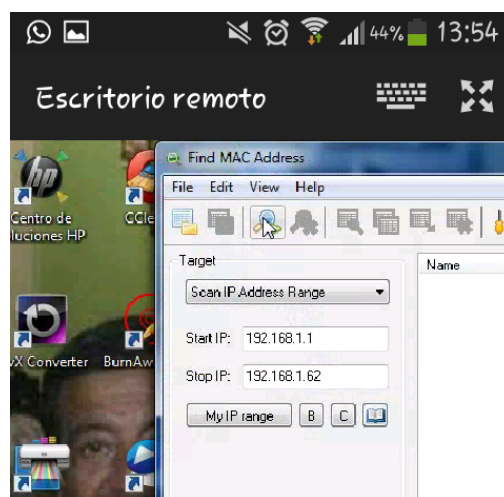 44% 13:54
Escritorio remoto
Find MAC Address
File Edit View Help
Centro de
luciones HP
CCle
Target
Name
Scan IP Address Range
Start IP: 192.168.1.1
Stop IP: 192.168.1.62
X Converter
BurnAw
My IP range B C